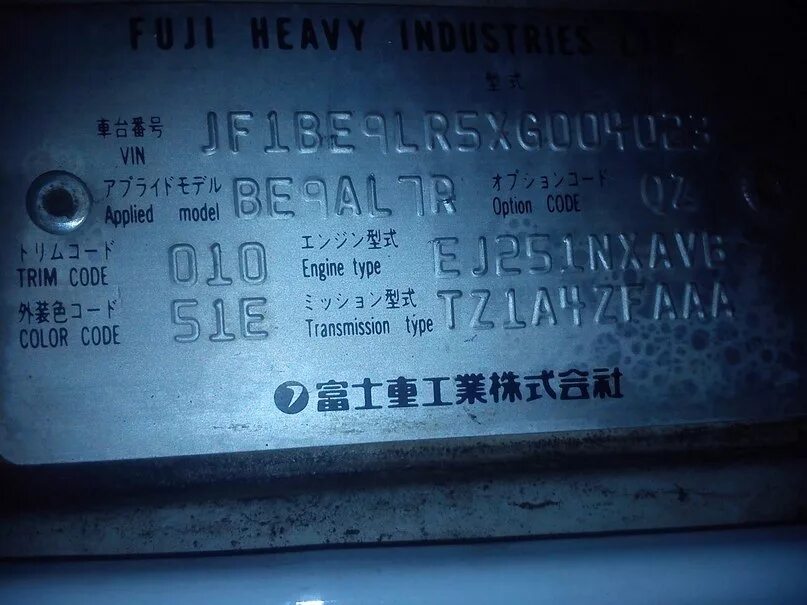 FUJI HEAVY INDUSTRIES
型式
車台番号 JF1BE9LR5XG004023
VIN
アプライドモデル BE9AL7R オプションコード QZ
Applied model Option CODE
トリムコード 010 エンジン型式 EJ251NXAVB
TRIM CODE Engine type
外装色コード 51E ミッション型式 TZ1A4ZFAAA
COLOR CODE Transmission type
富士重工業株式会社